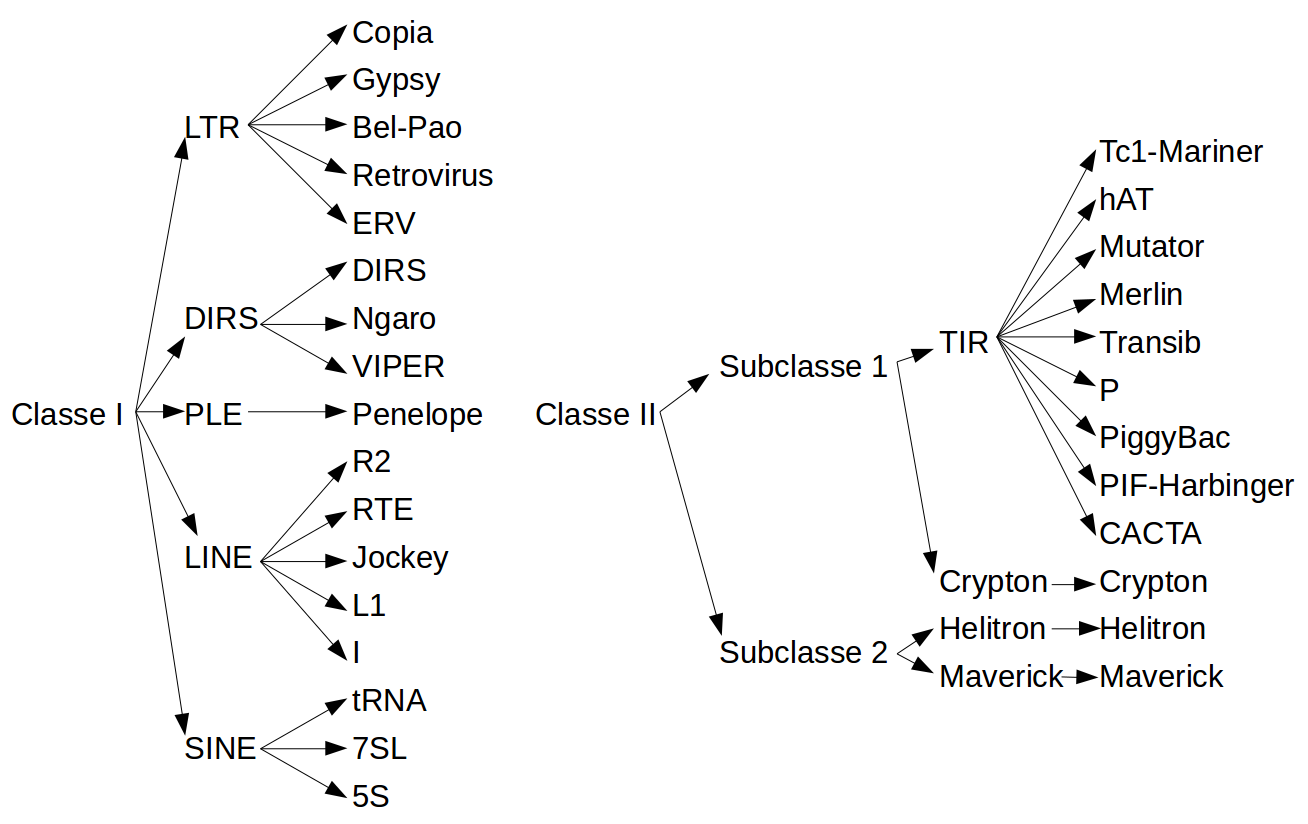 Classe I
LTR
Copia
Gypsy
Bel-Pao
Retrovirus
ERV
DIRS
DIRS
Ngaro
VIPER
PLE
Penelope
LINE
R2
RTE
Jockey
L1
I
SINE
tRNA
7SL
5S
Classe II
Subclasse 1
TIR
Tc1-Mariner
hAT
Mutator
Merlin
Transib
P
PiggyBac
PIF-Harbinger
CACTA
Crypton
Crypton
Subclasse 2
Helitron
Helitron
Maverick
Maverick